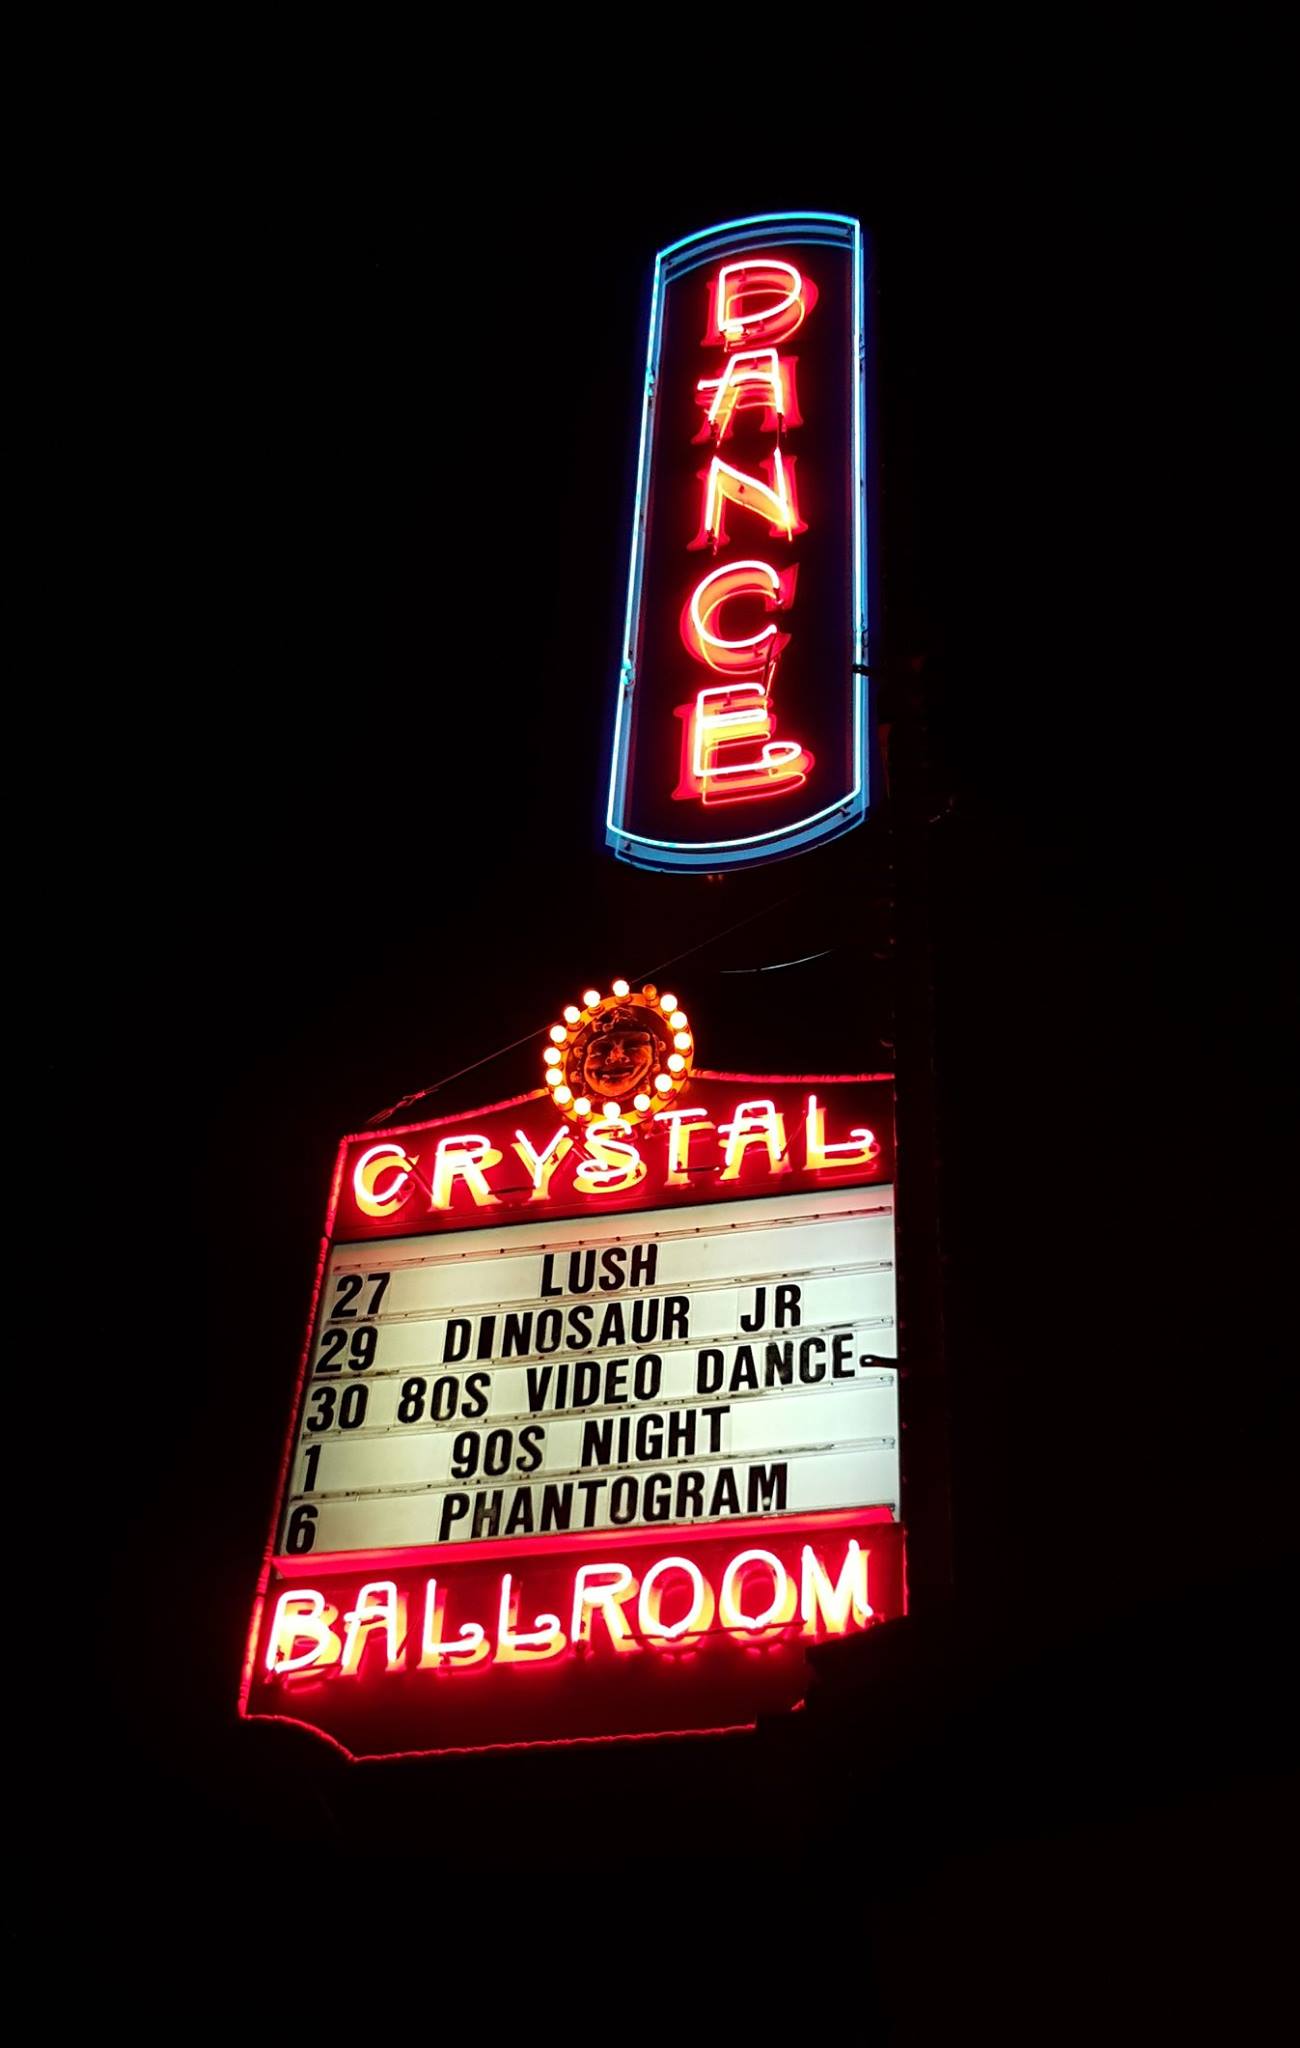 DANCE
CRYSTAL
27 LUSH
29 DINOSAUR JR
30 80S VIDEO DANCE
1 90S NIGHT
6 PHANTOGRAM
BALLROOM